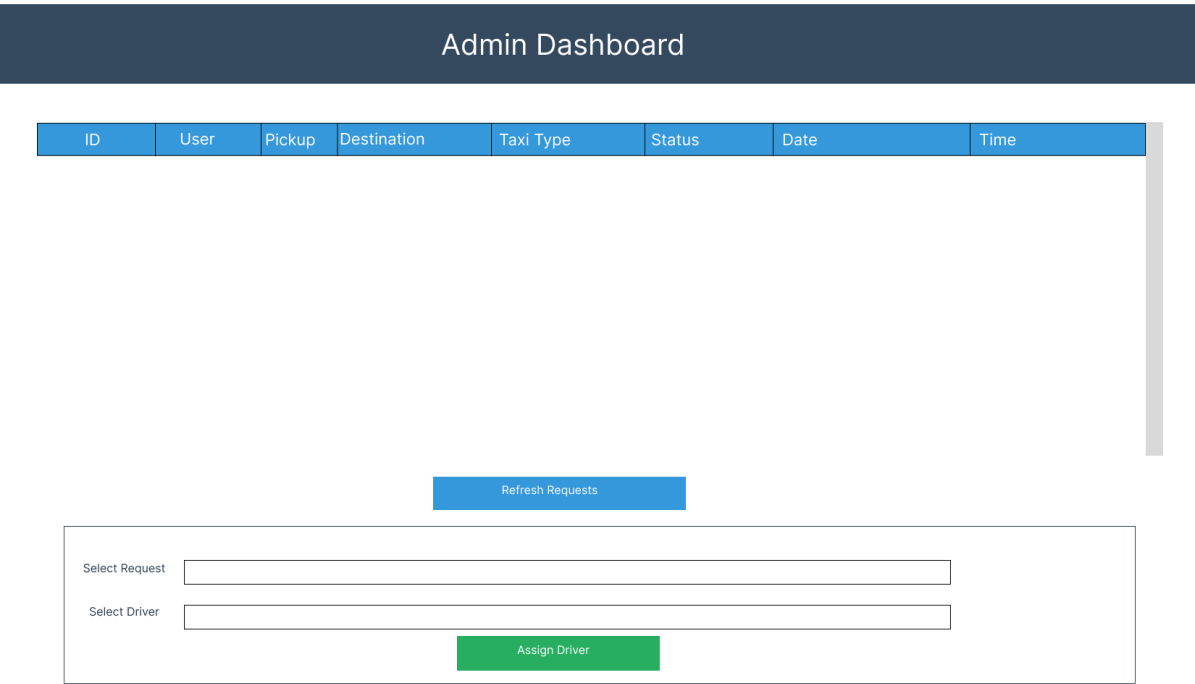 Admin Dashboard
ID User Pickup Destination Taxi Type Status Date Time
Refresh Requests
Select Request
Select Driver
Assign Driver